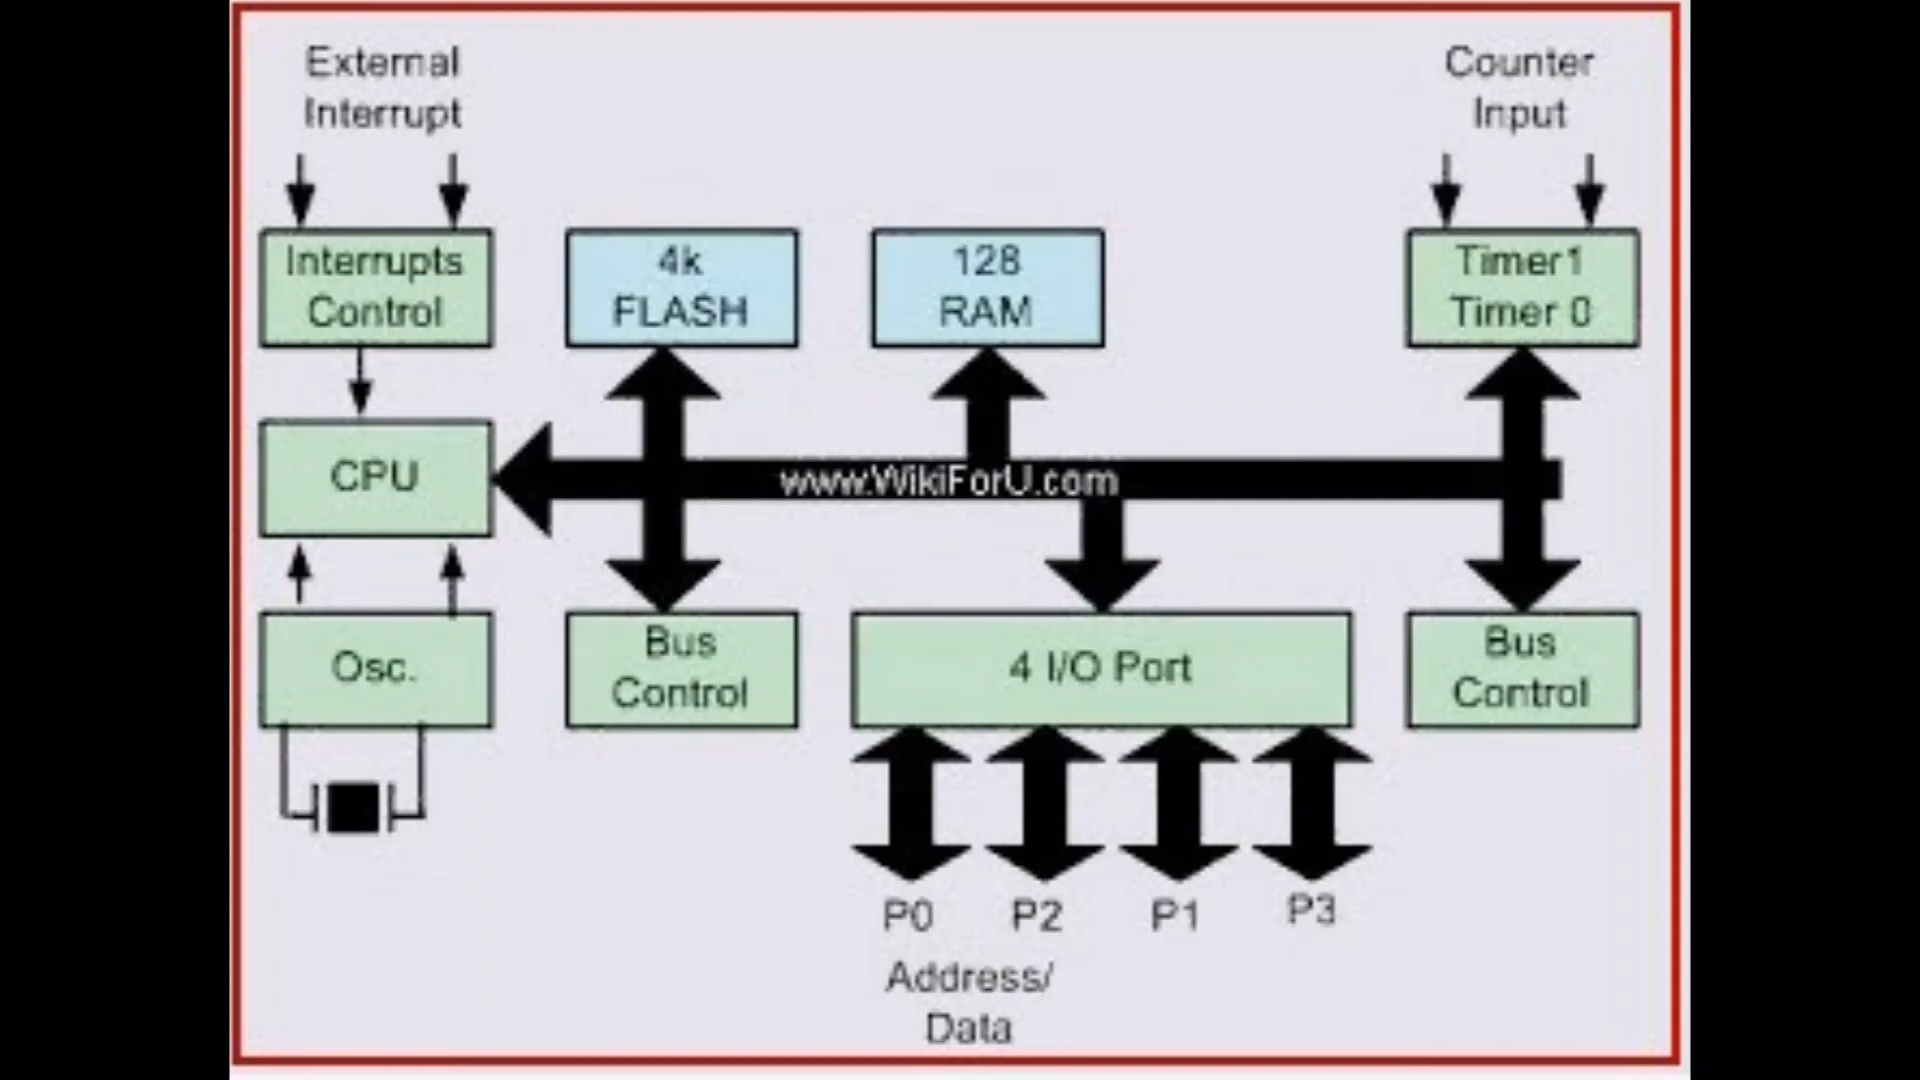 External
Interrupt
Counter
Input
Interrupts
Control
4k
FLASH
128
RAM
Timer1
Timer 0
CPU
www.WikiForU.com
Osc.
Bus
Control
4 I/O Port
Bus
Control
P0
P2
P1
P3
Address/
Data